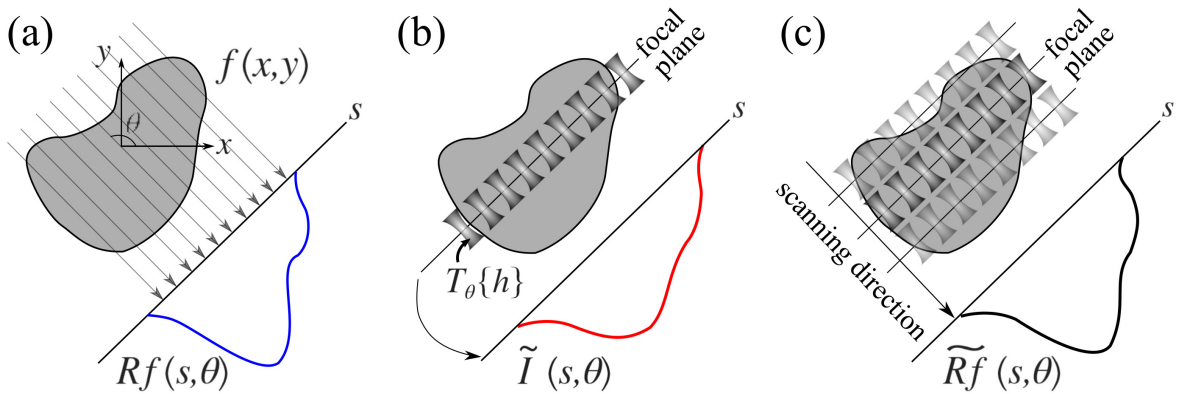 (a)
y
f(x,y)
θ
x
s
Rf(s,θ)
(b)
focal
plane
s
T_θ{h}
Ĩ (s,θ)
(c)
focal
plane
s
scanning direction
R̃f (s,θ)